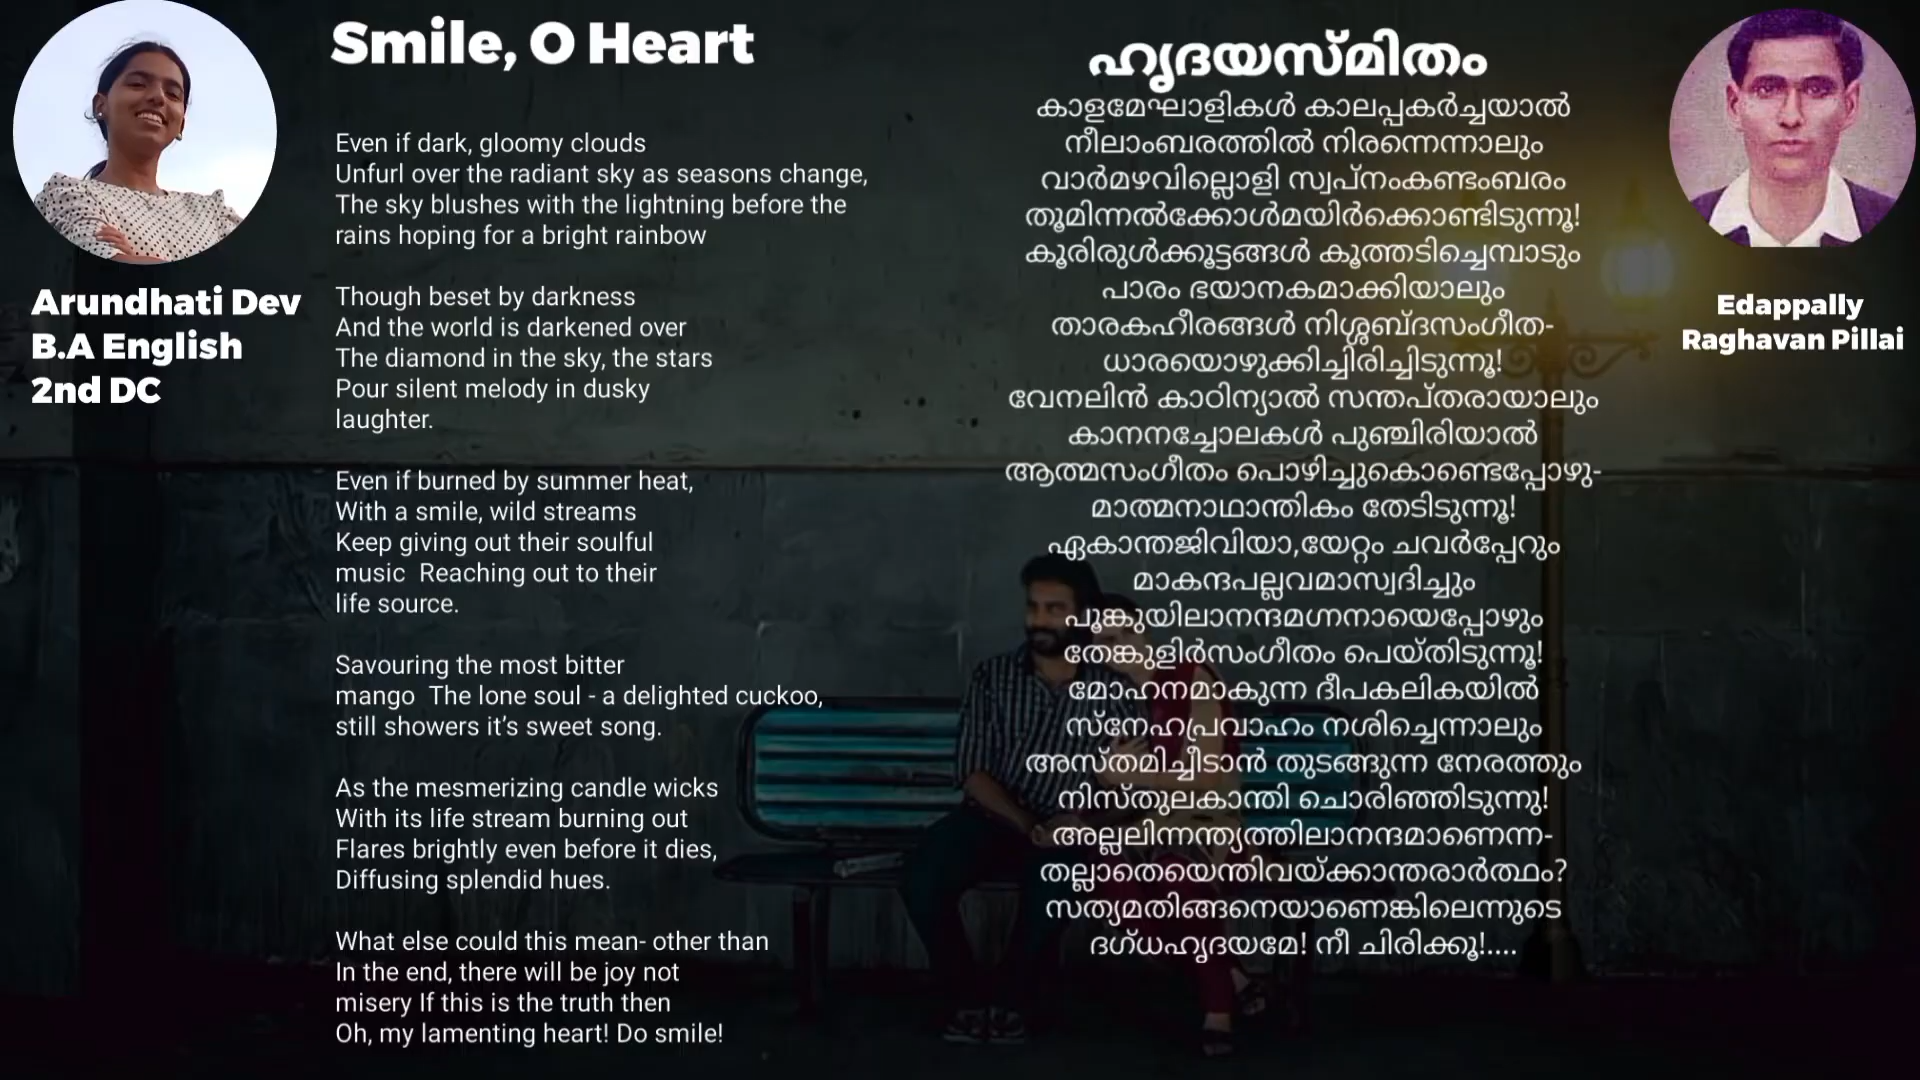 Smile, O Heart
Even if dark, gloomy clouds
Unfurl over the radiant sky as seasons change,
The sky blushes with the lightning before the
rains hoping for a bright rainbow
Though beset by darkness
And the world is darkened over
The diamond in the sky, the stars
Pour silent melody in dusky
laughter.
Even if burned by summer heat,
With a smile, wild streams
Keep giving out their soulful
music  Reaching out to their
life source.
Savouring the most bitter
mango  The lone soul - a delighted cuckoo,
still showers it’s sweet song.
As the mesmerizing candle wicks
With its life stream burning out
Flares brightly even before it dies,
Diffusing splendid hues.
What else could this mean- other than
In the end, there will be joy not
misery If this is the truth then
Oh, my lamenting heart! Do smile!
Arundhati Dev
B.A English
2nd DC
ഹൃദയസ്മിതം
കാളമേഘാളികൾ കാലപ്പകർച്ചയാൽ
നീലാംബരത്തിൽ നിരന്നെന്നാലും
വാർമഴവില്ലൊളി സ്വപ്നംകണ്ടംബരം
തൂമിന്നൽക്കോൾമയിർക്കൊണ്ടിടുന്നൂ!
കൂരിരുൾക്കൂട്ടങ്ങൾ കൂത്തടിച്ചെമ്പാടും
പാരം ഭയാനകമാക്കിയാലും
താരകഹീരങ്ങൾ നിശ്ശബ്ദസംഗീത-
ധാരയൊഴുക്കിച്ചിരിച്ചിടുന്നൂ!
വേനലിൻ കാഠിന്യാൽ സന്തപ്തരായാലും
കാനനച്ചോലകൾ പുഞ്ചിരിയാൽ
ആത്മസംഗീതം പൊഴിച്ചുകൊണ്ടെപ്പോഴു-
മാത്മനാഥാന്തികം തേടിടുന്നൂ!
ഏകാന്തജിവിയാ,യേറ്റം ചവർപ്പേറും
മാകന്ദപല്ലവമാസ്വദിച്ചും
പൂങ്കുയിലാനന്ദമഗ്നനായെപ്പോഴും
തേങ്കുളിർസംഗീതം പെയ്തിടുന്നൂ!
മോഹനമാകുന്ന ദീപകലികയിൽ
സ്നേഹപ്രവാഹം നശിച്ചെന്നാലും
അസ്തമിച്ചീടാൻ തുടങ്ങുന്ന നേരത്തും
നിസ്തുലകാന്തി ചൊരിഞ്ഞിടുന്നു!
അല്ലലിന്നന്ത്യത്തിലാനന്ദമാണെന്ന-
തല്ലാതെയെന്തിവയ്ക്കാന്തരാർത്ഥം?
സത്യമതിങ്ങനെയാണെങ്കിലെന്നുടെ
ദഗ്ധഹൃദയമേ! നീ ചിരിക്കൂ!....
Edappally
Raghavan Pillai